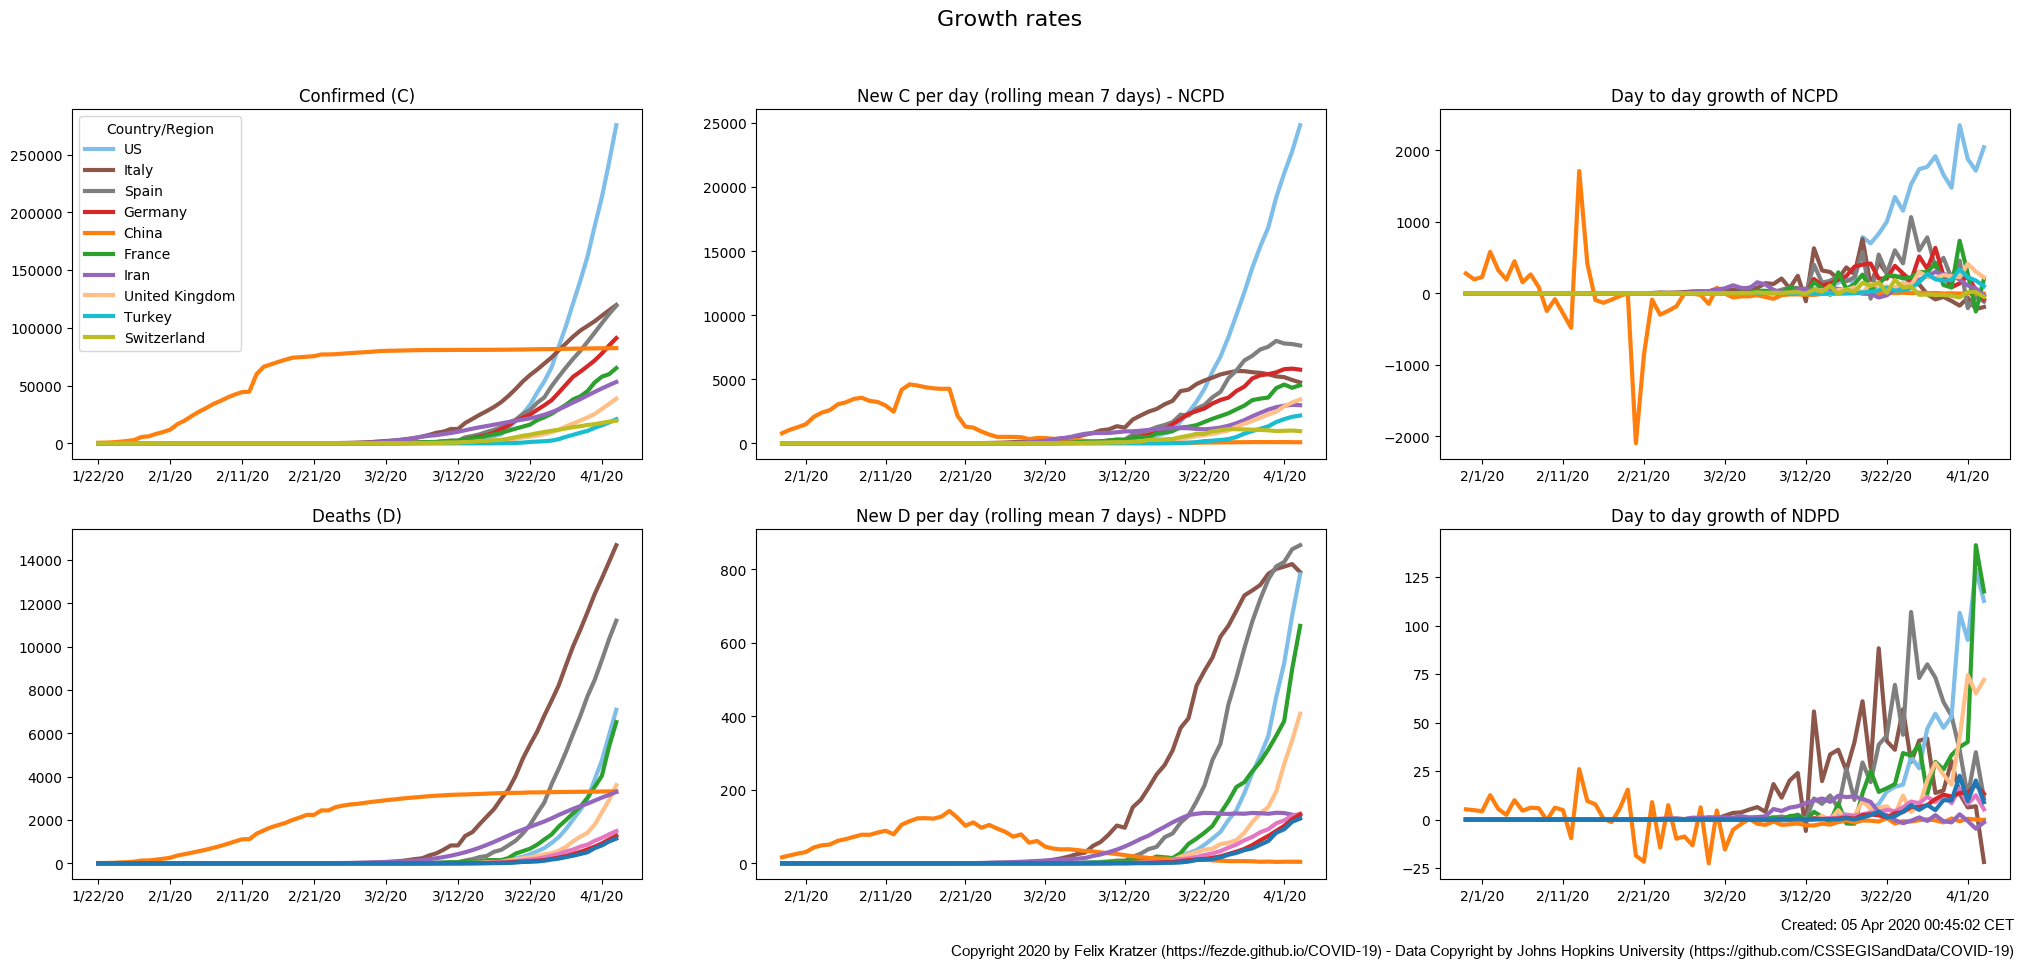 Growth rates
Confirmed (C)
Country/Region
US
Italy
Spain
Germany
China
France
Iran
United Kingdom
Turkey
Switzerland
250000
200000
150000
100000
50000
0
1/22/20 2/1/20 2/11/20 2/21/20 3/2/20 3/12/20 3/22/20 4/1/20
New C per day (rolling mean 7 days) - NCPD
25000
20000
15000
10000
5000
0
2/1/20 2/11/20 2/21/20 3/2/20 3/12/20 3/22/20 4/1/20
Day to day growth of NCPD
2000
1000
0
−1000
−2000
2/1/20 2/11/20 2/21/20 3/2/20 3/12/20 3/22/20 4/1/20
Deaths (D)
14000
12000
10000
8000
6000
4000
2000
0
1/22/20 2/1/20 2/11/20 2/21/20 3/2/20 3/12/20 3/22/20 4/1/20
New D per day (rolling mean 7 days) - NDPD
800
600
400
200
0
2/1/20 2/11/20 2/21/20 3/2/20 3/12/20 3/22/20 4/1/20
Day to day growth of NDPD
125
100
75
50
25
0
−25
2/1/20 2/11/20 2/21/20 3/2/20 3/12/20 3/22/20 4/1/20
Created: 05 Apr 2020 00:45:02 CET
Copyright 2020 by Felix Kratzer (https://fezde.github.io/COVID-19) - Data Copyright by Johns Hopkins University (https://github.com/CSSEGISandData/COVID-19)